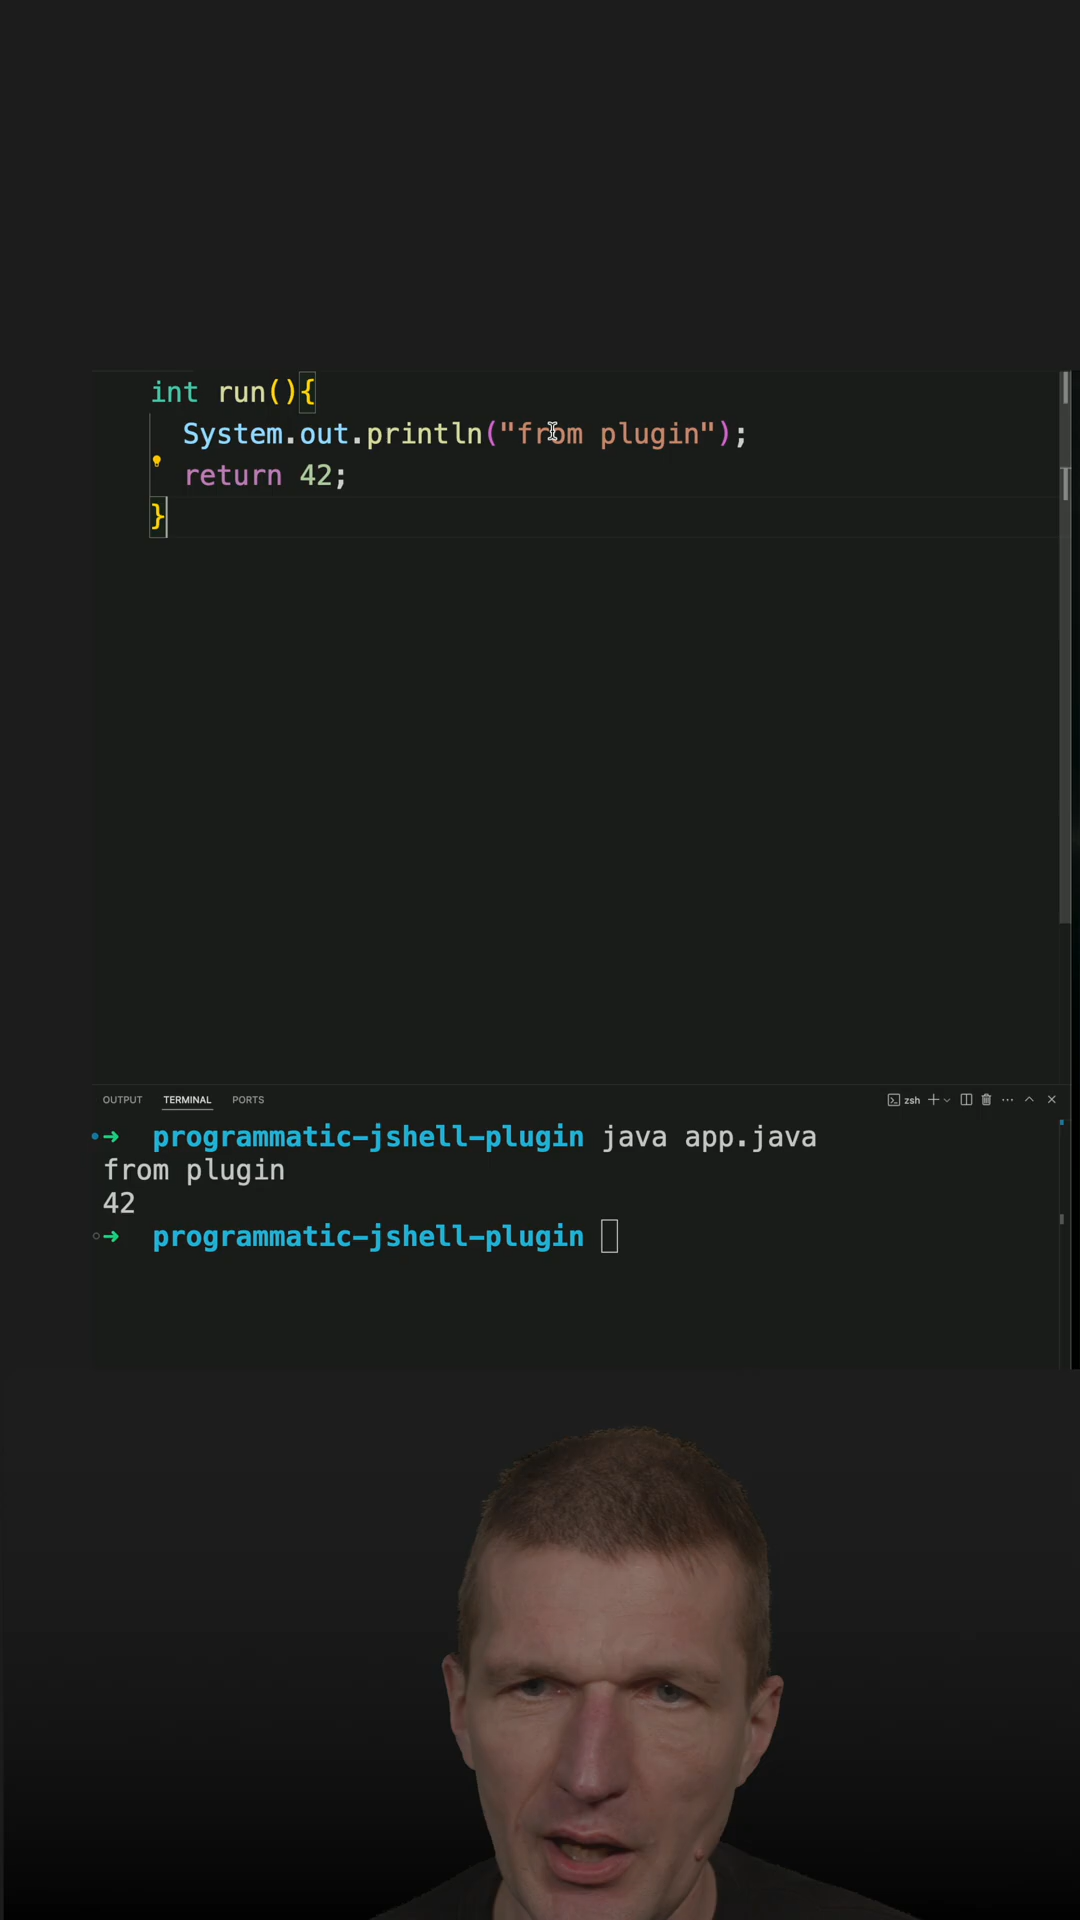 int run(){
System.out.println("from plugin");
return 42;
}
OUTPUT TERMINAL PORTS zsh
➜ programmatic-jshell-plugin java app.java
from plugin
42
➜ programmatic-jshell-plugin